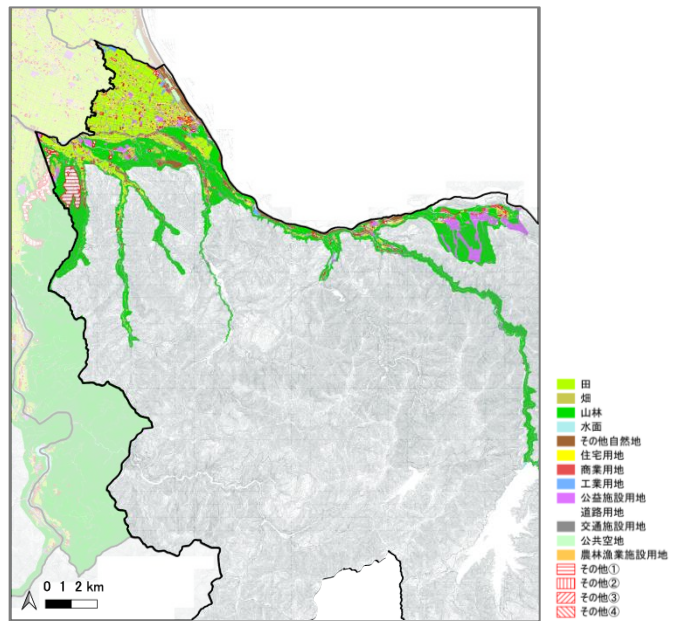 田
畑
山林
水面
その他自然地
住宅用地
商業用地
工業用地
公益施設用地
道路用地
交通施設用地
公共空地
農林漁業施設用地
その他①
その他②
その他③
その他④
0 1 2 km